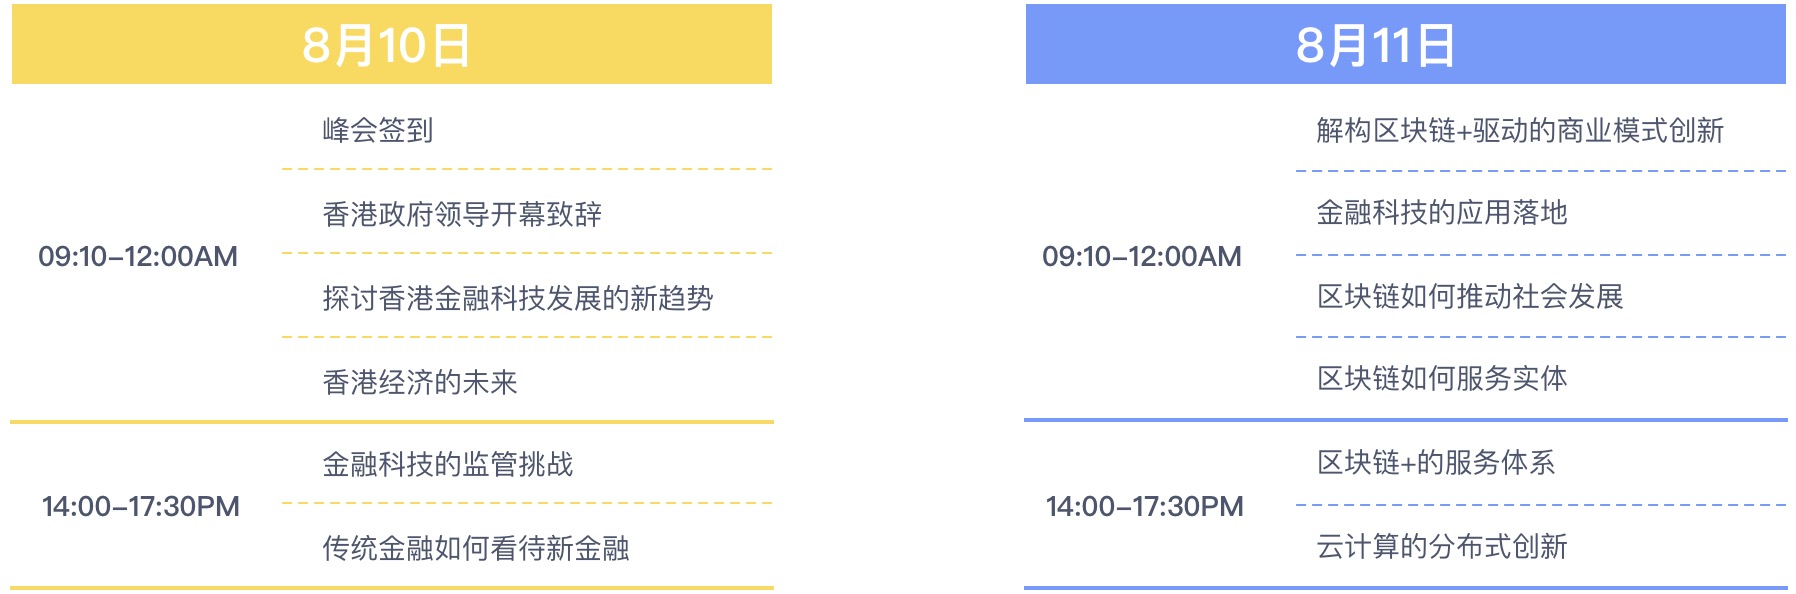 8月10日
09:10–12:00AM
峰会签到
香港政府领导开幕致辞
探讨香港金融科技发展的新趋势
香港经济的未来
14:00–17:30PM
金融科技的监管挑战
传统金融如何看待新金融
8月11日
09:10–12:00AM
解构区块链+驱动的商业模式创新
金融科技的应用落地
区块链如何推动社会发展
区块链如何服务实体
14:00–17:30PM
区块链+的服务体系
云计算的分布式创新